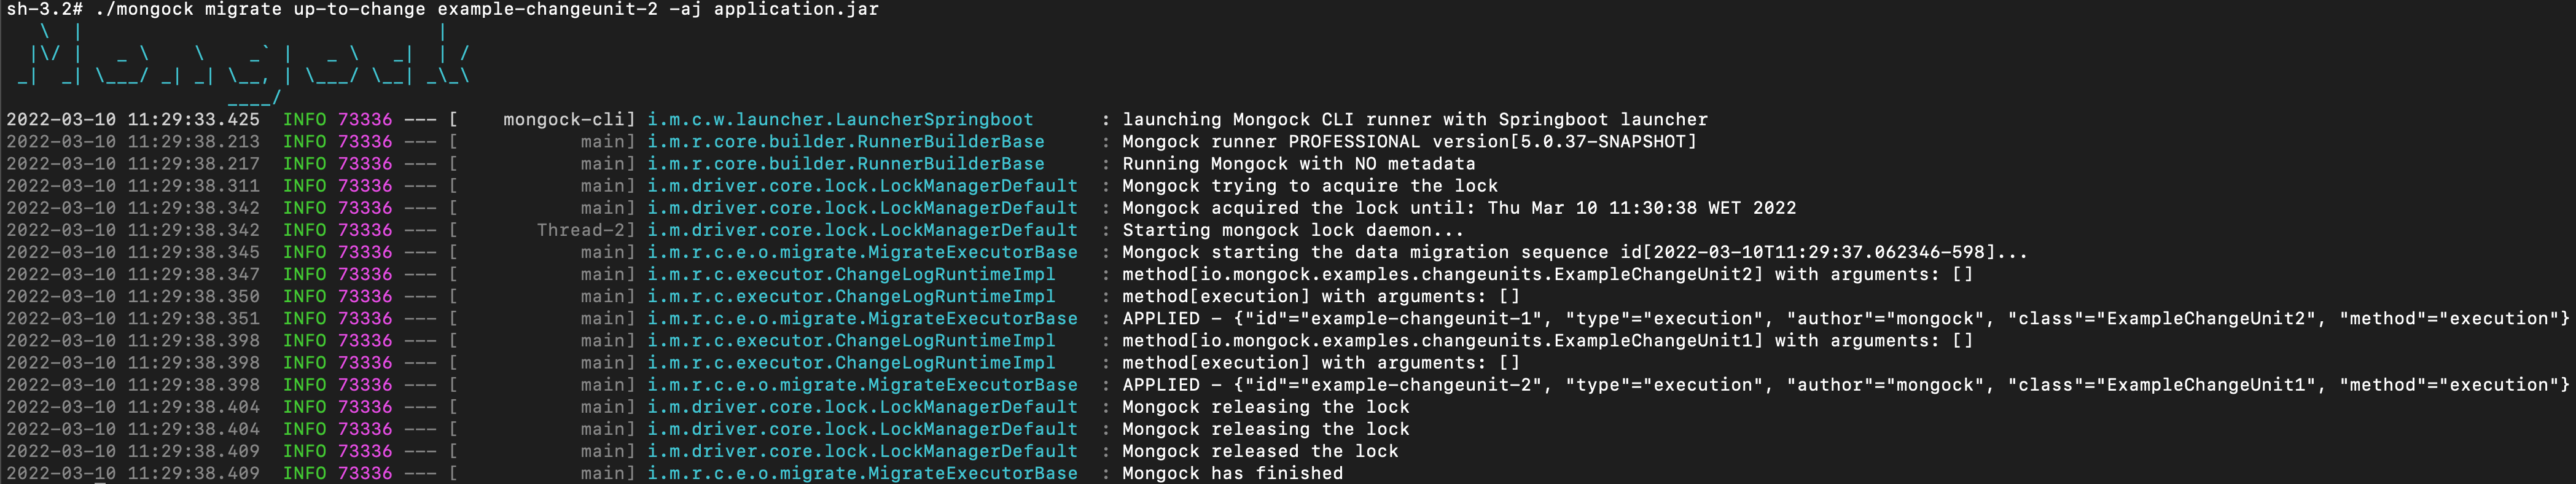 sh-3.2# ./mongock migrate up-to-change example-changeunit-2 -aj application.jar
   \  |                                 |
  |\/ |   _ \    \    _` |   _ \   _|  | /
 _|  _| \___/ _| _| \__, | \___/ \__| _\_\
                    ____/
2022-03-10 11:29:33.425  INFO 73336 --- [    mongock-cli] i.m.c.w.launcher.LauncherSpringboot      : launching Mongock CLI runner with Springboot launcher
2022-03-10 11:29:38.213  INFO 73336 --- [           main] i.m.r.core.builder.RunnerBuilderBase     : Mongock runner PROFESSIONAL version[5.0.37-SNAPSHOT]
2022-03-10 11:29:38.217  INFO 73336 --- [           main] i.m.r.core.builder.RunnerBuilderBase     : Running Mongock with NO metadata
2022-03-10 11:29:38.311  INFO 73336 --- [           main] i.m.driver.core.lock.LockManagerDefault  : Mongock trying to acquire the lock
2022-03-10 11:29:38.342  INFO 73336 --- [           main] i.m.driver.core.lock.LockManagerDefault  : Mongock acquired the lock until: Thu Mar 10 11:30:38 WET 2022
2022-03-10 11:29:38.342  INFO 73336 --- [       Thread-2] i.m.driver.core.lock.LockManagerDefault  : Starting mongock lock daemon...
2022-03-10 11:29:38.345  INFO 73336 --- [           main] i.m.r.c.e.o.migrate.MigrateExecutorBase  : Mongock starting the data migration sequence id[2022-03-10T11:29:37.062346-598]...
2022-03-10 11:29:38.347  INFO 73336 --- [           main] i.m.r.c.executor.ChangeLogRuntimeImpl    : method[io.mongock.examples.changeunits.ExampleChangeUnit2] with arguments: []
2022-03-10 11:29:38.350  INFO 73336 --- [           main] i.m.r.c.executor.ChangeLogRuntimeImpl    : method[execution] with arguments: []
2022-03-10 11:29:38.351  INFO 73336 --- [           main] i.m.r.c.e.o.migrate.MigrateExecutorBase  : APPLIED - {"id"="example-changeunit-1", "type"="execution", "author"="mongock", "class"="ExampleChangeUnit2", "method"="execution"}
2022-03-10 11:29:38.398  INFO 73336 --- [           main] i.m.r.c.executor.ChangeLogRuntimeImpl    : method[io.mongock.examples.changeunits.ExampleChangeUnit1] with arguments: []
2022-03-10 11:29:38.398  INFO 73336 --- [           main] i.m.r.c.executor.ChangeLogRuntimeImpl    : method[execution] with arguments: []
2022-03-10 11:29:38.398  INFO 73336 --- [           main] i.m.r.c.e.o.migrate.MigrateExecutorBase  : APPLIED - {"id"="example-changeunit-2", "type"="execution", "author"="mongock", "class"="ExampleChangeUnit1", "method"="execution"}
2022-03-10 11:29:38.404  INFO 73336 --- [           main] i.m.driver.core.lock.LockManagerDefault  : Mongock releasing the lock
2022-03-10 11:29:38.404  INFO 73336 --- [           main] i.m.driver.core.lock.LockManagerDefault  : Mongock releasing the lock
2022-03-10 11:29:38.409  INFO 73336 --- [           main] i.m.driver.core.lock.LockManagerDefault  : Mongock released the lock
2022-03-10 11:29:38.409  INFO 73336 --- [           main] i.m.r.c.e.o.migrate.MigrateExecutorBase  : Mongock has finished